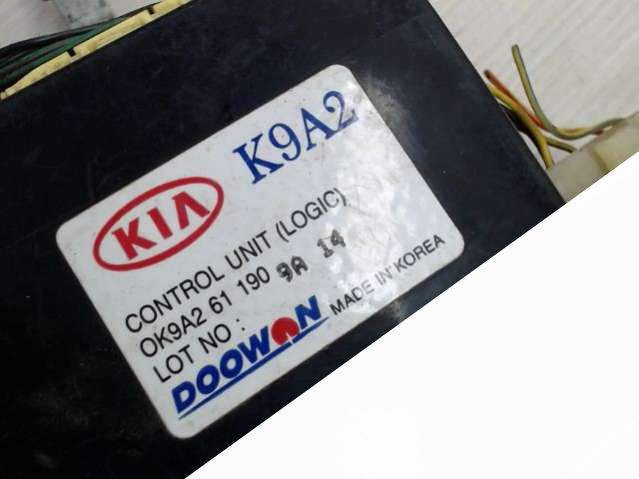 K9A2
KIA
CONTROL UNIT (LOGIC)
OK9A2 61 190
LOT NO : 9A 14
DOOWON
MADE IN KOREA